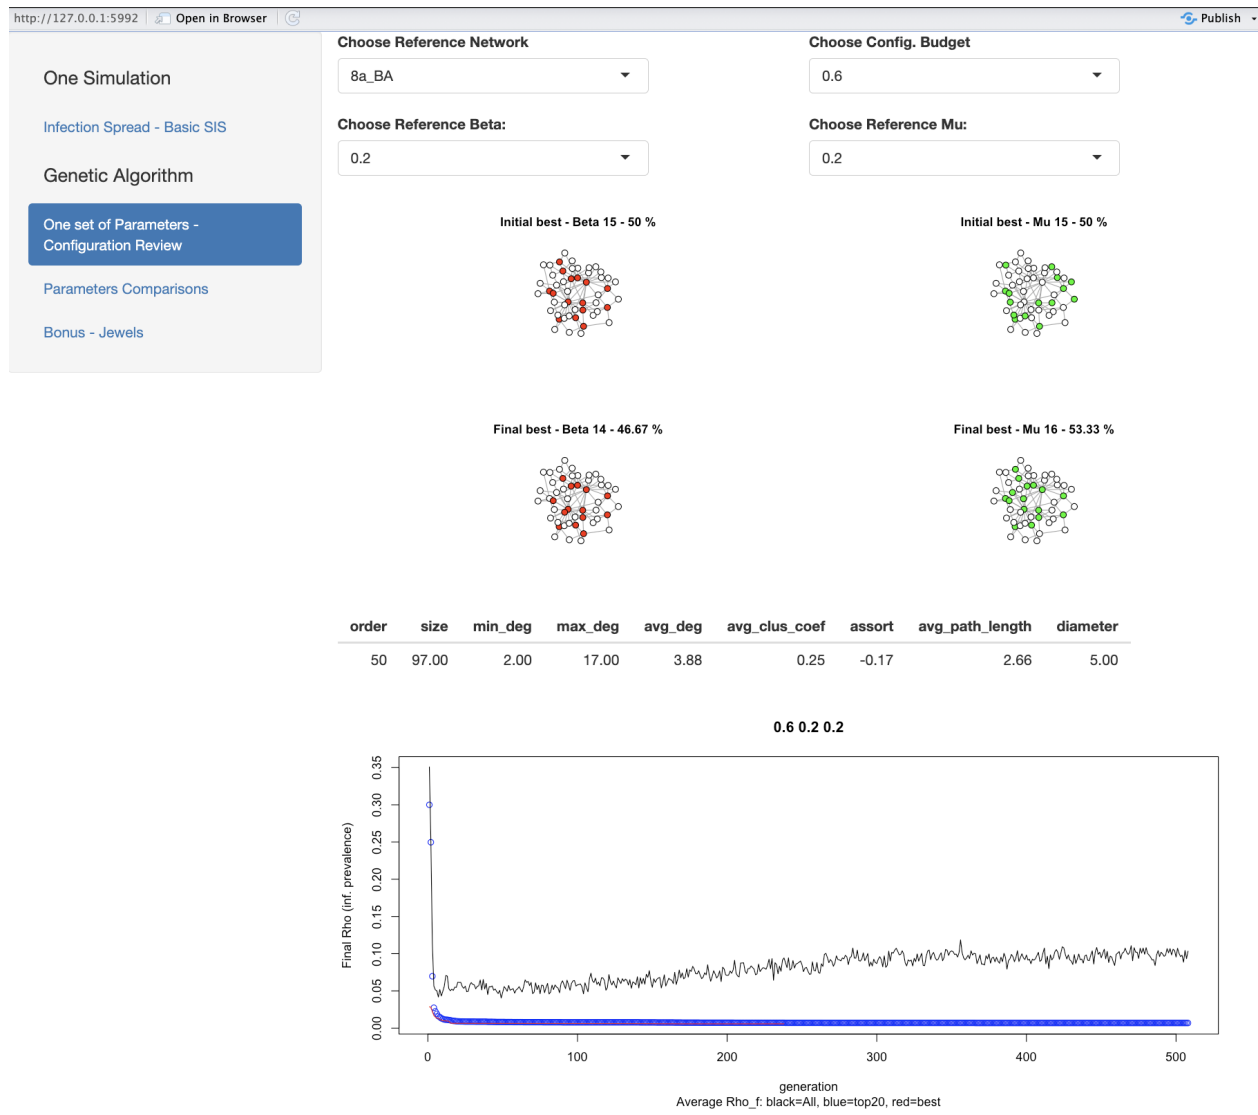 http://127.0.0.1:5992 Open in Browser Publish
One Simulation
Infection Spread - Basic SIS
Genetic Algorithm
One set of Parameters -
Configuration Review
Parameters Comparisons
Bonus - Jewels
Choose Reference Network Choose Config. Budget
8a_BA 0.6
Choose Reference Beta: Choose Reference Mu:
0.2 0.2
Initial best - Beta 15 - 50 % Initial best - Mu 15 - 50 %
Final best - Beta 14 - 46.67 % Final best - Mu 16 - 53.33 %
order size min_deg max_deg avg_deg avg_clus_coef assort avg_path_length diameter
50 97.00 2.00 17.00 3.88 0.25 -0.17 2.66 5.00
0.6 0.2 0.2
Final Rho (inf. prevalence)
0.35
0.30
0.25
0.20
0.15
0.10
0.05
0.00
0 100 200 300 400 500
generation
Average Rho_f: black=All, blue=top20, red=best